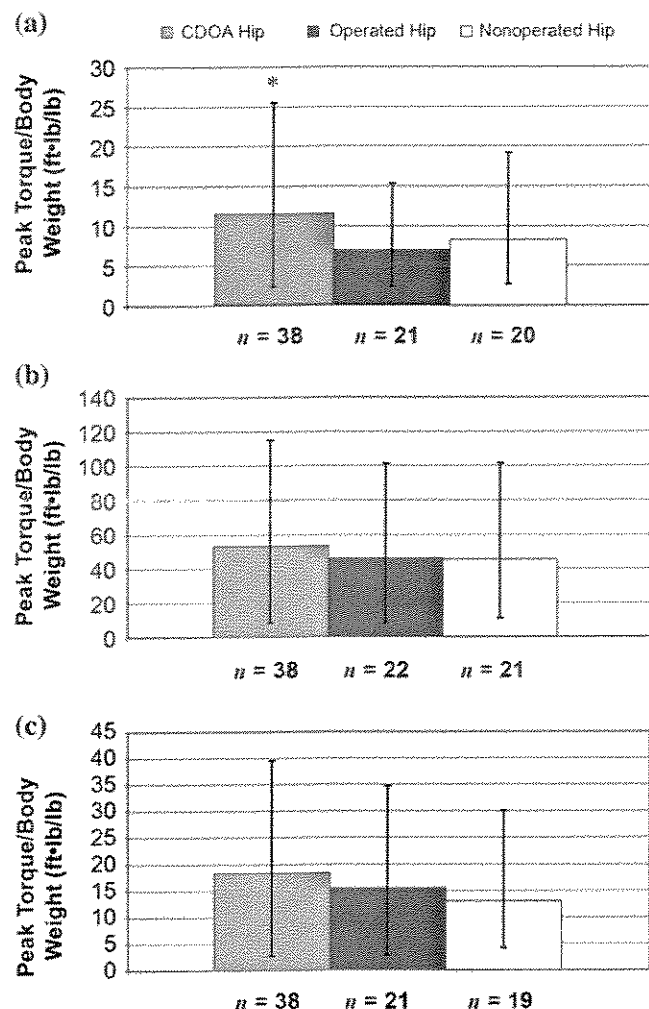 (a)
CDOA Hip Operated Hip Nonoperated Hip
Peak Torque/Body
Weight (ft•lb/lb)
30
*
25
20
15
10
5
0
n = 38 n = 21 n = 20
(b)
Peak Torque/Body
Weight (ft•lb/lb)
140
120
100
80
60
40
20
0
n = 38 n = 22 n = 21
(c)
Peak Torque/Body
Weight (ft•lb/lb)
45
40
35
30
25
20
15
10
5
0
n = 38 n = 21 n = 19